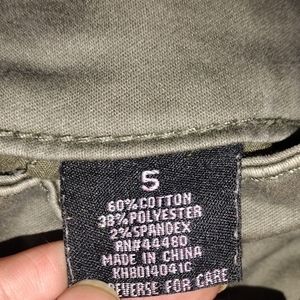 5
60%COTTON
38%POLYESTER
2%SPANDEX
RN#44480
MADE IN CHINA
KH8014041C
REVERSE FOR CARE